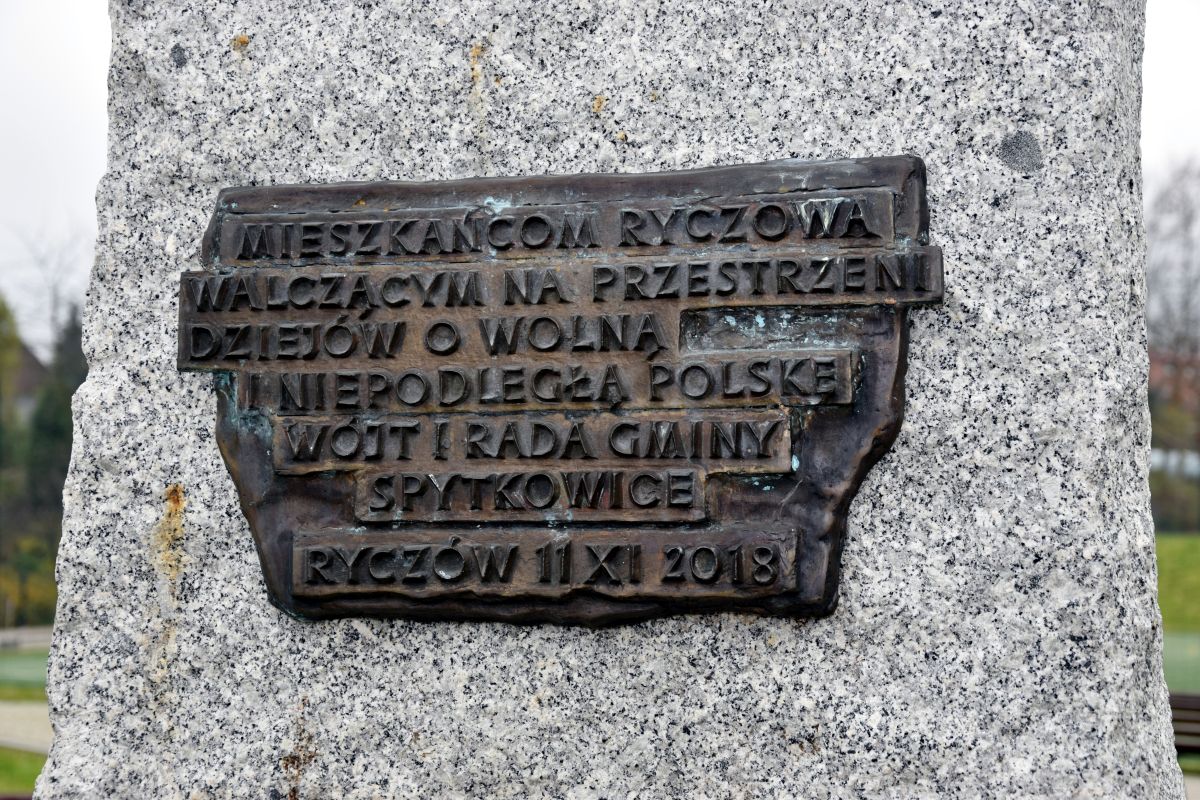 MIESZKAŃCOM RYCZOWA
WALCZĄCYM NA PRZESTRZENI
DZIEJÓW O WOLNĄ
I NIEPODLEGŁĄ POLSKĘ
WÓJT I RADA GMINY
SPYTKOWICE
RYCZÓW 11 XI 2018